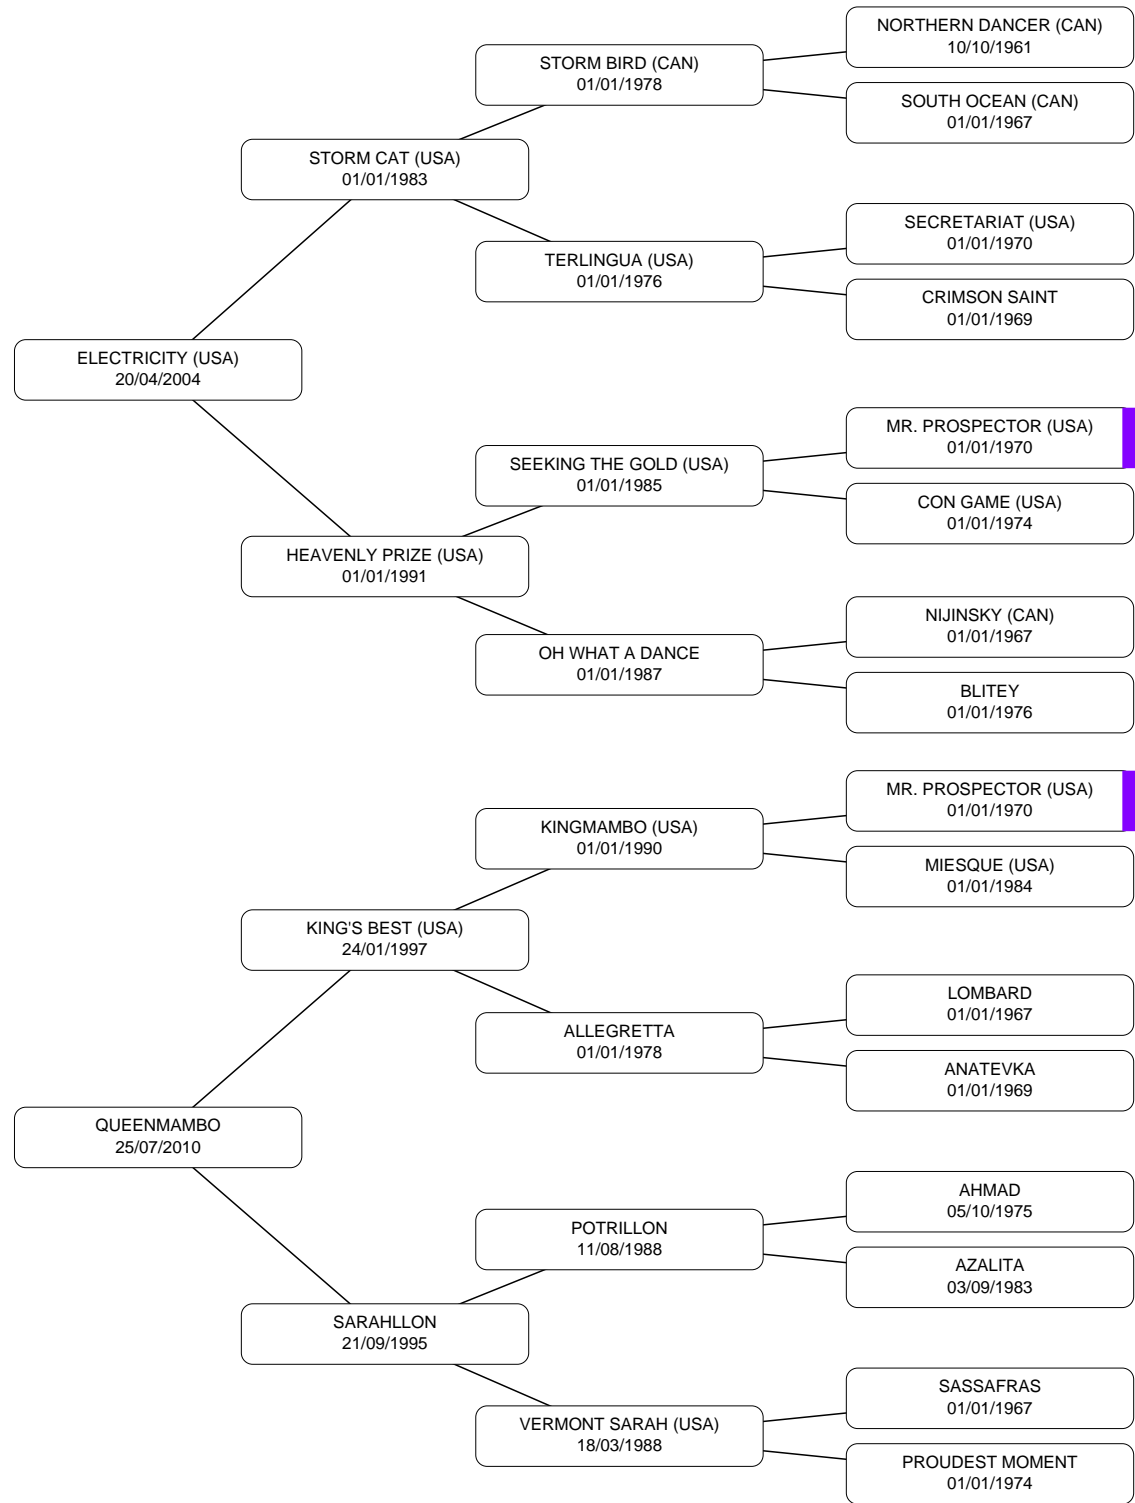 NORTHERN DANCER (CAN)
10/10/1961
STORM BIRD (CAN)
01/01/1978
SOUTH OCEAN (CAN)
01/01/1967
STORM CAT (USA)
01/01/1983
SECRETARIAT (USA)
01/01/1970
TERLINGUA (USA)
01/01/1976
CRIMSON SAINT
01/01/1969
ELECTRICITY (USA)
20/04/2004
MR. PROSPECTOR (USA)
01/01/1970
SEEKING THE GOLD (USA)
01/01/1985
CON GAME (USA)
01/01/1974
HEAVENLY PRIZE (USA)
01/01/1991
NIJINSKY (CAN)
01/01/1967
OH WHAT A DANCE
01/01/1987
BLITEY
01/01/1976
MR. PROSPECTOR (USA)
01/01/1970
KINGMAMBO (USA)
01/01/1990
MIESQUE (USA)
01/01/1984
KING'S BEST (USA)
24/01/1997
LOMBARD
01/01/1967
ALLEGRETTA
01/01/1978
ANATEVKA
01/01/1969
QUEENMAMBO
25/07/2010
AHMAD
05/10/1975
POTRILLON
11/08/1988
AZALITA
03/09/1983
SARAHLLON
21/09/1995
SASSAFRAS
01/01/1967
VERMONT SARAH (USA)
18/03/1988
PROUDEST MOMENT
01/01/1974